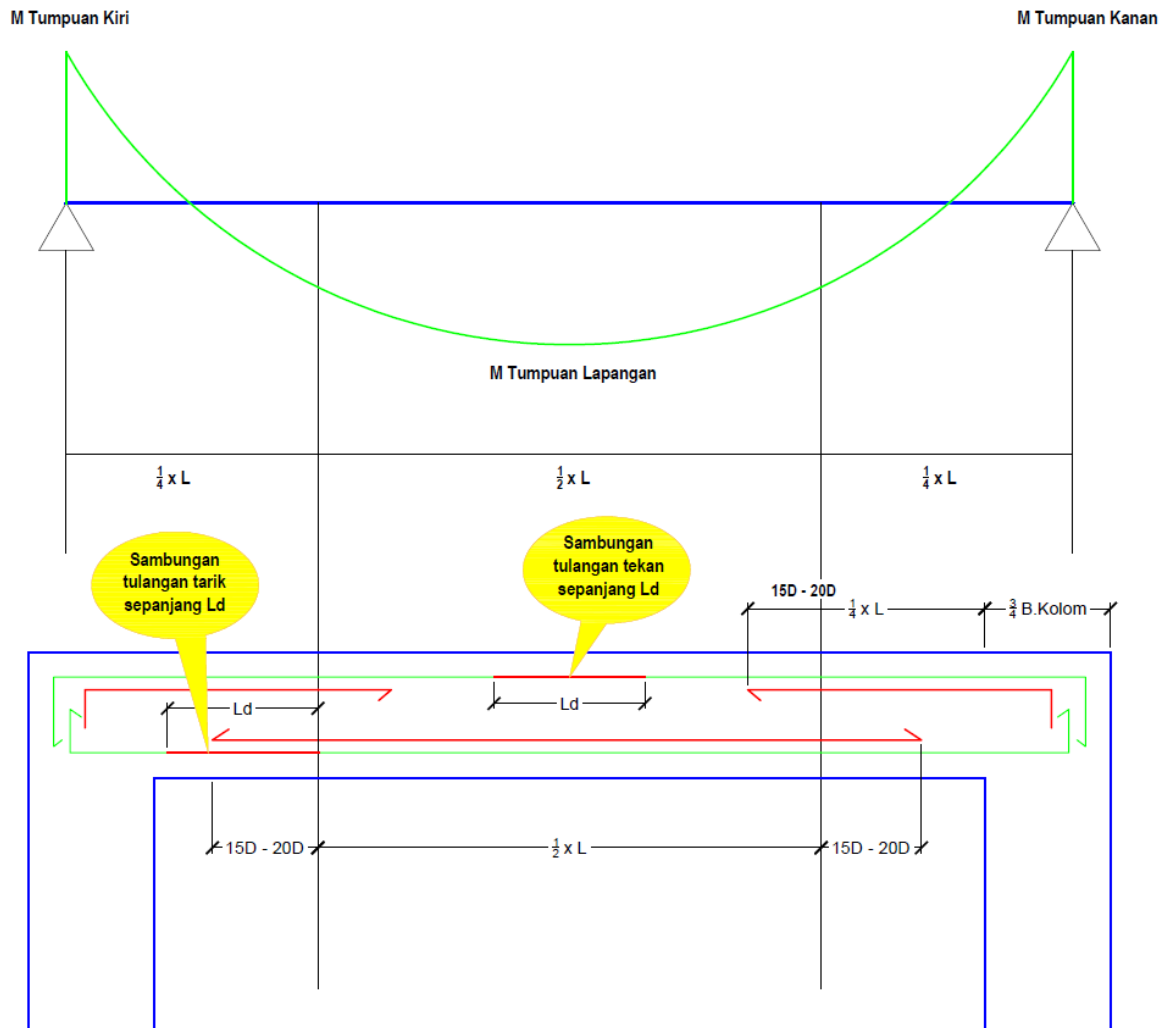 M Tumpuan Kiri
M Tumpuan Kanan
M Tumpuan Lapangan
1/4 x L
1/2 x L
1/4 x L
Sambungan
tulangan tarik
sepanjang Ld
Sambungan
tulangan tekan
sepanjang Ld
15D - 20D
1/4 x L
3/4 B.Kolom
Ld
Ld
15D - 20D
1/2 x L
15D - 20D